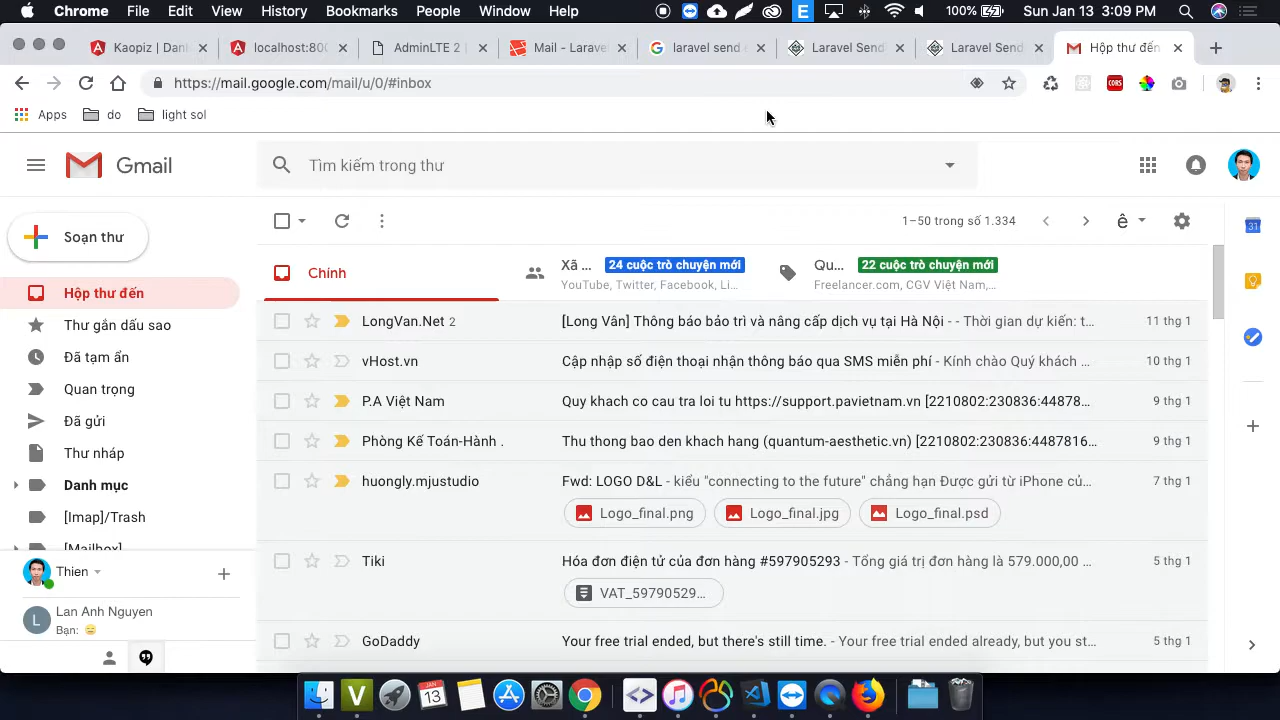 Chrome File Edit View History Bookmarks People Window Help 100% Sun Jan 13 3:09 PM
Kaopiz | Danl localhost:800 AdminLTE 2 | Mail - Larave laravel send Laravel Send Laravel Send Hộp thư đến
https://mail.google.com/mail/u/0/#inbox
Apps do light sol
Gmail Tìm kiếm trong thư
Soạn thư
1–50 trong số 1.334 ê
Chính
Xã ... 24 cuộc trò chuyện mới
YouTube, Twitter, Facebook, Li...
Qu... 22 cuộc trò chuyện mới
Freelancer.com, CGV Việt Nam,...
Hộp thư đến
Thư gắn dấu sao
Đã tạm ẩn
Quan trọng
Đã gửi
Thư nháp
Danh mục
[Imap]/Trash
[Mailbox]
Thien
Lan Anh Nguyen
Bạn:
LongVan.Net 2 [Long Vân] Thông báo bảo trì và nâng cấp dịch vụ tại Hà Nội - - Thời gian dự kiến: t... 11 thg 1
vHost.vn Cập nhập số điện thoại nhận thông báo qua SMS miễn phí - Kính chào Quý khách ... 10 thg 1
P.A Việt Nam Quy khach co cau tra loi tu https://support.pavietnam.vn [2210802:230836:44878... 9 thg 1
Phòng Kế Toán-Hành . Thu thong bao den khach hang (quantum-aesthetic.vn) [2210802:230836:4487816... 9 thg 1
huongly.mjustudio Fwd: LOGO D&L - kiểu "connecting to the future" chẳng hạn Được gửi từ iPhone củ... 7 thg 1
Logo_final.png Logo_final.jpg Logo_final.psd
Tiki Hóa đơn điện tử của đơn hàng #597905293 - Tổng giá trị đơn hàng là 579.000,00 ... 5 thg 1
VAT_59790529...
GoDaddy Your free trial ended, but there's still time. - Your free trial ended already, but you st... 5 thg 1